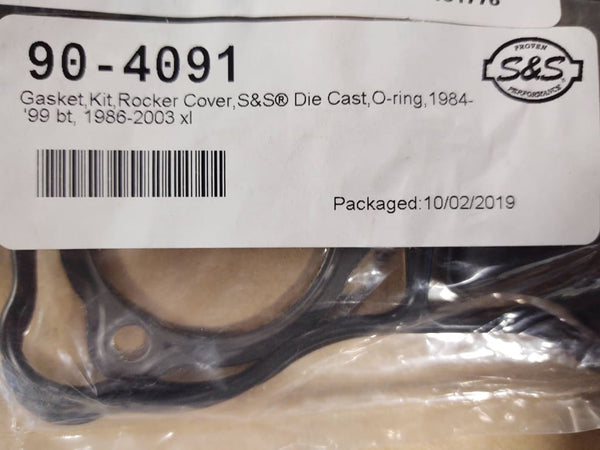 90-4091
PROVEN
S&S®
PERFORMANCE
Gasket,Kit,Rocker Cover,S&S® Die Cast,O-ring,1984-
'99 bt, 1986-2003 xl
Packaged:10/02/2019